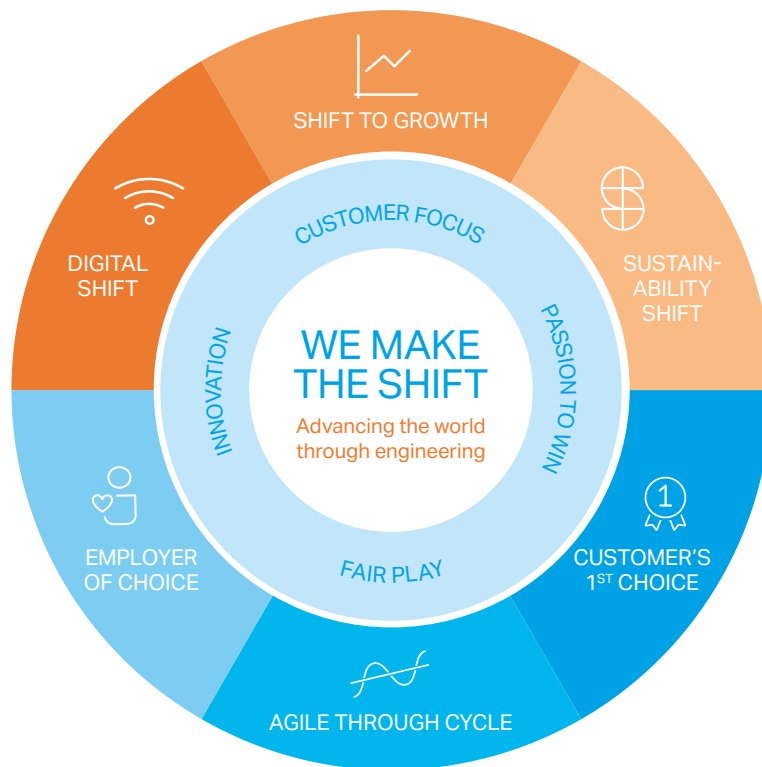 SHIFT TO GROWTH
DIGITAL
SHIFT
SUSTAIN-
ABILITY
SHIFT
CUSTOMER FOCUS
INNOVATION
PASSION TO WIN
FAIR PLAY
WE MAKE
THE SHIFT
Advancing the world
through engineering
EMPLOYER
OF CHOICE
1
CUSTOMER'S
1ST CHOICE
AGILE THROUGH CYCLE